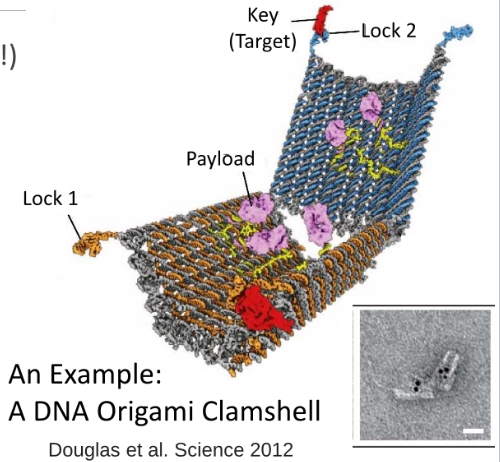 !)
Key
(Target)
Lock 2
Payload
Lock 1
An Example:
A DNA Origami Clamshell
Douglas et al. Science 2012